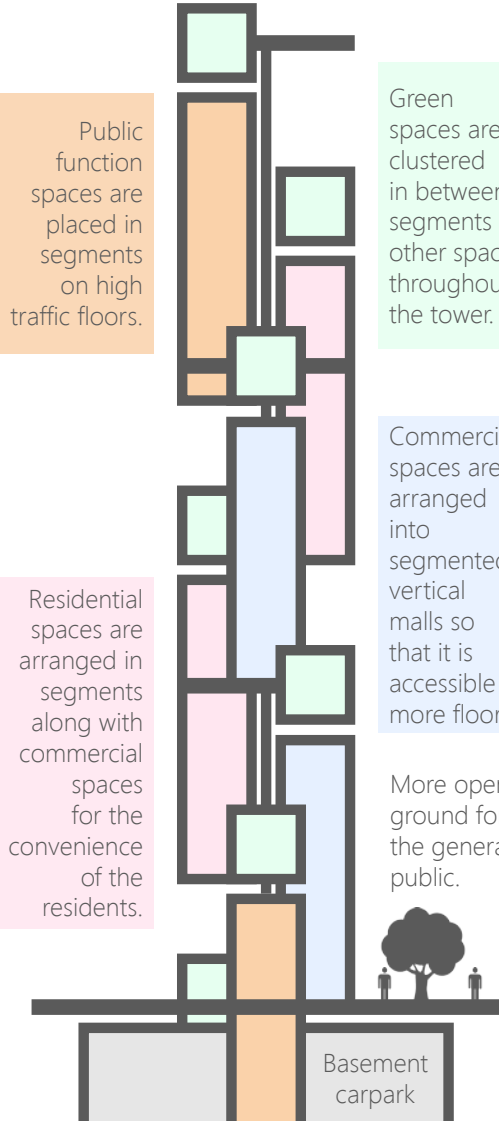 Public
function
spaces are
placed in
segments
on high
traffic floors.
Green
spaces are
clustered
in between
segments
other spac
throughou
the tower.
Commerci
spaces are
arranged
into
segmented
vertical
malls so
that it is
accessible
more floor
Residential
spaces are
arranged in
segments
along with
commercial
spaces
for the
convenience
of the
residents.
More open
ground fo
the genera
public.
Basement
carpark